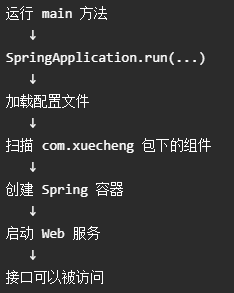 运行 main 方法
↓
SpringApplication.run(...)
↓
加载配置文件
↓
扫描 com.xuecheng 包下的组件
↓
创建 Spring 容器
↓
启动 Web 服务
↓
接口可以被访问